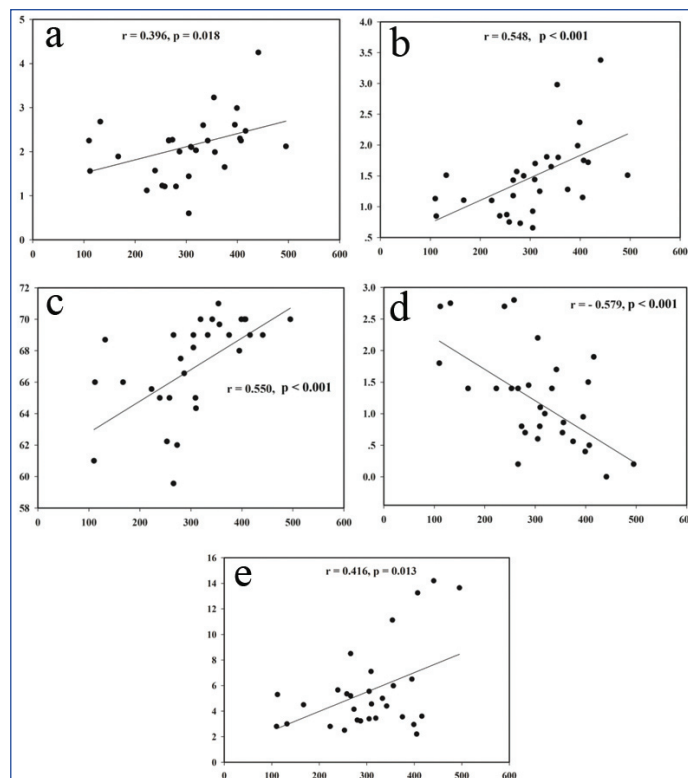 a
r = 0.396, p = 0.018
5
4
3
2
1
0
0 100 200 300 400 500 600
b
r = 0.548, p < 0.001
4.0
3.5
3.0
2.5
2.0
1.5
1.0
.5
0 100 200 300 400 500 600
c
r = 0.550, p < 0.001
72
70
68
66
64
62
60
58
0 100 200 300 400 500 600
d
r = - 0.579, p < 0.001
3.0
2.5
2.0
1.5
1.0
0.5
0.0
0 100 200 300 400 500 600
e
r = 0.416, p = 0.013
16
14
12
10
8
6
4
2
0
0 100 200 300 400 500 600